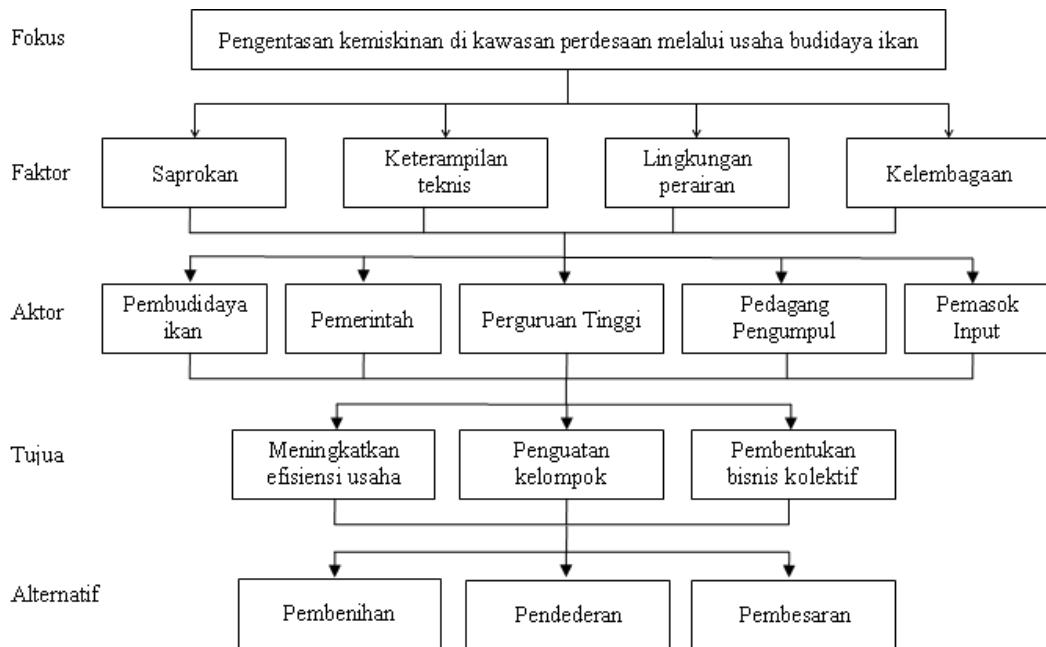 Fokus
Pengentasan kemiskinan di kawasan perdesaan melalui usaha budidaya ikan
Faktor
Saprokan
Keterampilan
teknis
Lingkungan
perairan
Kelembagaan
Aktor
Pembudidaya
ikan
Pemerintah
Perguruan Tinggi
Pedagang
Pengumpul
Pemasok
Input
Tujua
Meningkatkan
efisiensi usaha
Penguatan
kelompok
Pembentukan
bisnis kolektif
Alternatif
Pembenihan
Pendederan
Pembesaran